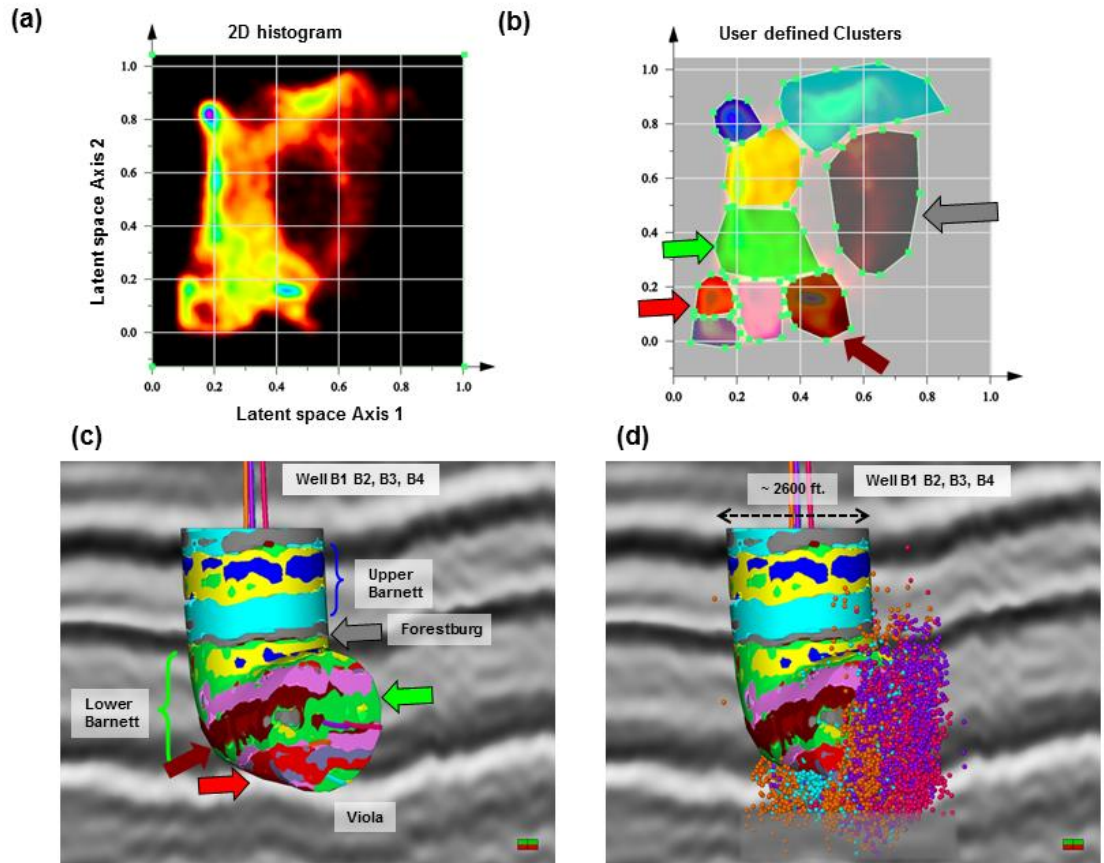 (a)
2D histogram
1.0
0.8
0.6
0.4
0.2
0.0
Latent space Axis 2
0.0 0.2 0.4 0.6 0.8 1.0
Latent space Axis 1
(b)
User defined Clusters
1.0
0.8
0.6
0.4
0.2
0.0
0.0 0.2 0.4 0.6 0.8 1.0
(c)
Well B1 B2, B3, B4
Upper
Barnett
Forestburg
Lower
Barnett
Viola
(d)
~ 2600 ft.
Well B1 B2, B3, B4